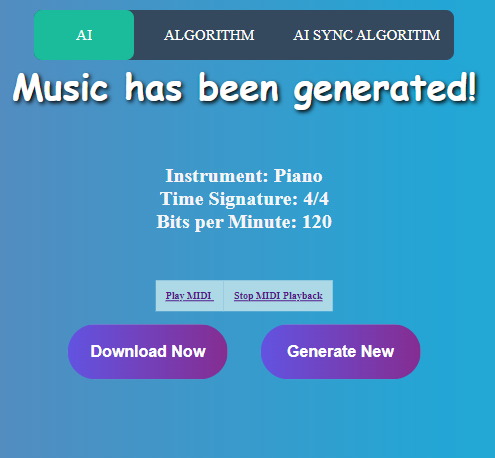 AI ALGORITHM AI SYNC ALGORITIM
Music has been generated!
Instrument: Piano
Time Signature: 4/4
Bits per Minute: 120
Play MIDI Stop MIDI Playback
Download Now Generate New